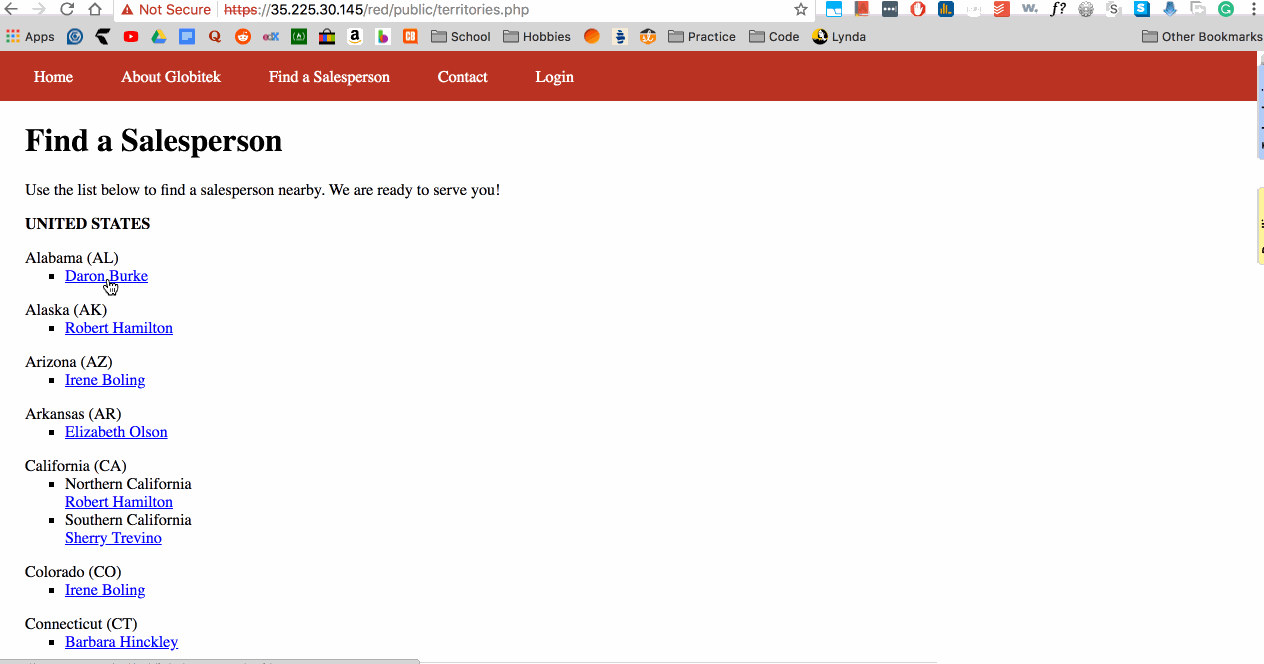 Not Secure https://35.225.30.145/red/public/territories.php
Apps School Hobbies Practice Code Lynda Other Bookmarks
Home About Globitek Find a Salesperson Contact Login
Find a Salesperson
Use the list below to find a salesperson nearby. We are ready to serve you!
UNITED STATES
Alabama (AL)
Daron Burke
Alaska (AK)
Robert Hamilton
Arizona (AZ)
Irene Boling
Arkansas (AR)
Elizabeth Olson
California (CA)
Northern California
Robert Hamilton
Southern California
Sherry Trevino
Colorado (CO)
Irene Boling
Connecticut (CT)
Barbara Hinckley